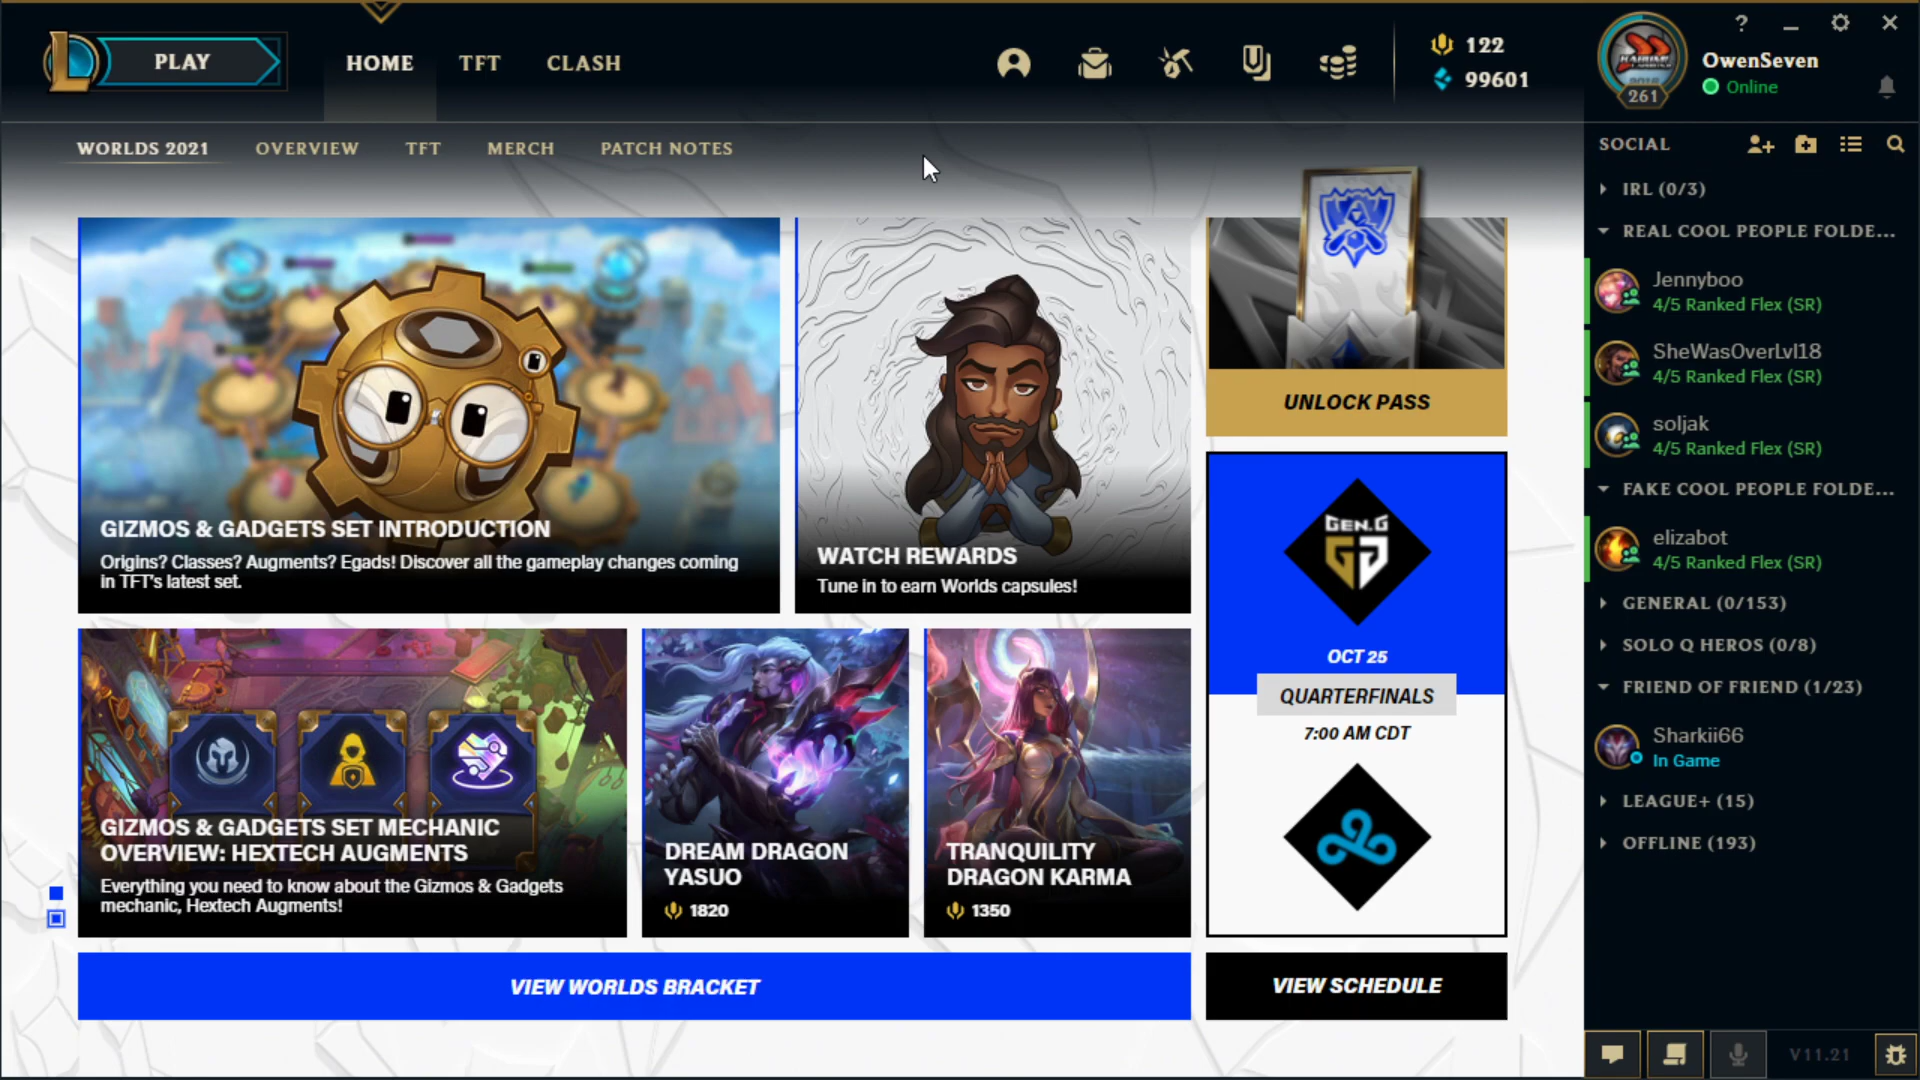 PLAY
HOME
TFT
CLASH
122
99601
261
OwenSeven
Online
?
WORLDS 2021
OVERVIEW
TFT
MERCH
PATCH NOTES
GIZMOS & GADGETS SET INTRODUCTION
Origins? Classes? Augments? Egads! Discover all the gameplay changes coming
in TFT's latest set.
WATCH REWARDS
Tune in to earn Worlds capsules!
UNLOCK PASS
GEN.G
OCT 25
QUARTERFINALS
7:00 AM CDT
GIZMOS & GADGETS SET MECHANIC
OVERVIEW: HEXTECH AUGMENTS
Everything you need to know about the Gizmos & Gadgets
mechanic, Hextech Augments!
DREAM DRAGON
YASUO
1820
TRANQUILITY
DRAGON KARMA
1350
VIEW WORLDS BRACKET
VIEW SCHEDULE
SOCIAL
IRL (0/3)
REAL COOL PEOPLE FOLDE...
Jennyboo
4/5 Ranked Flex (SR)
SheWasOverLvl18
4/5 Ranked Flex (SR)
soljak
4/5 Ranked Flex (SR)
FAKE COOL PEOPLE FOLDE...
elizabot
4/5 Ranked Flex (SR)
GENERAL (0/153)
SOLO Q HEROS (0/8)
FRIEND OF FRIEND (1/23)
Sharkii66
In Game
LEAGUE+ (15)
OFFLINE (193)
V11.21